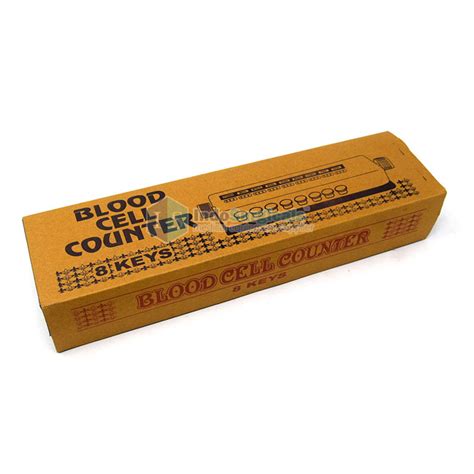 BLOOD
CELL
COUNTER
8 KEYS
BLOOD CELL COUNTER
8 KEYS